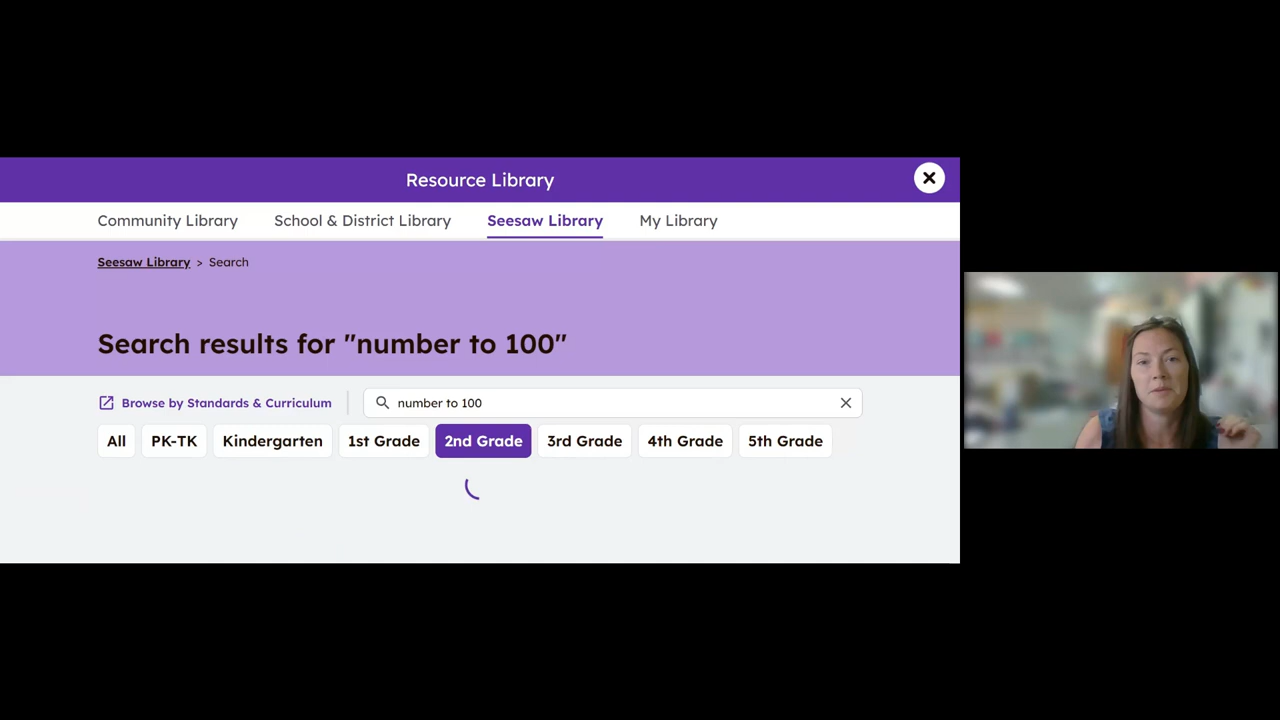 Resource Library
Community Library School & District Library Seesaw Library My Library
Seesaw Library > Search
Search results for "number to 100"
Browse by Standards & Curriculum number to 100
All PK-TK Kindergarten 1st Grade 2nd Grade 3rd Grade 4th Grade 5th Grade